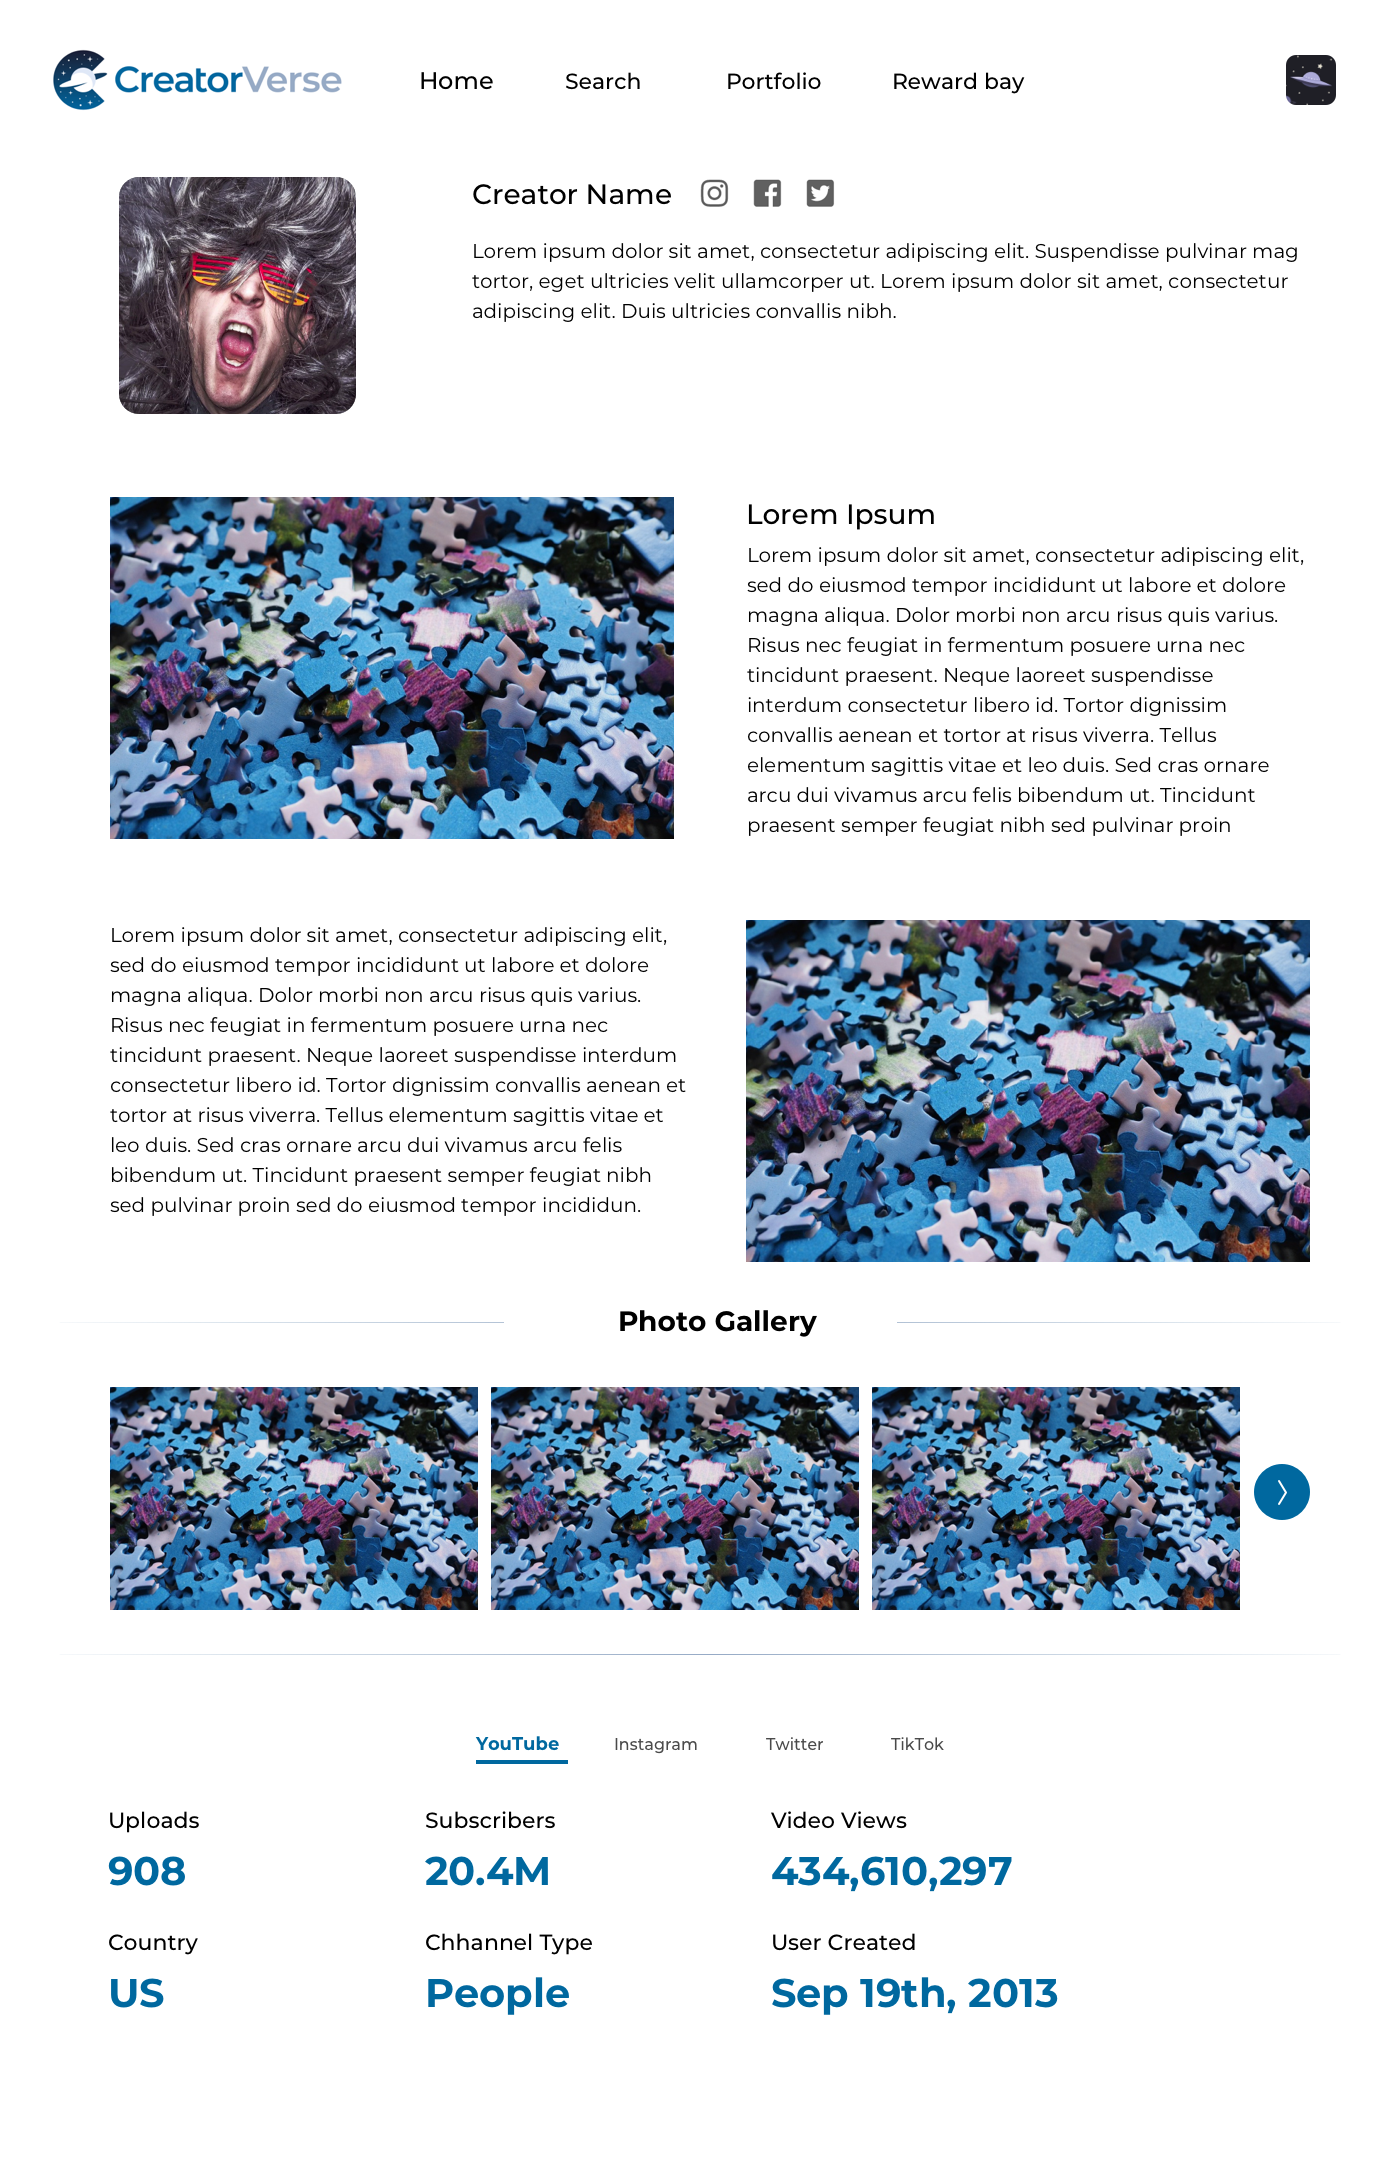 CreatorVerse Home Search Portfolio Reward bay
Creator Name
Lorem ipsum dolor sit amet, consectetur adipiscing elit. Suspendisse pulvinar mag
tortor, eget ultricies velit ullamcorper ut. Lorem ipsum dolor sit amet, consectetur
adipiscing elit. Duis ultricies convallis nibh.
Lorem Ipsum
Lorem ipsum dolor sit amet, consectetur adipiscing elit,
sed do eiusmod tempor incididunt ut labore et dolore
magna aliqua. Dolor morbi non arcu risus quis varius.
Risus nec feugiat in fermentum posuere urna nec
tincidunt praesent. Neque laoreet suspendisse
interdum consectetur libero id. Tortor dignissim
convallis aenean et tortor at risus viverra. Tellus
elementum sagittis vitae et leo duis. Sed cras ornare
arcu dui vivamus arcu felis bibendum ut. Tincidunt
praesent semper feugiat nibh sed pulvinar proin
Lorem ipsum dolor sit amet, consectetur adipiscing elit,
sed do eiusmod tempor incididunt ut labore et dolore
magna aliqua. Dolor morbi non arcu risus quis varius.
Risus nec feugiat in fermentum posuere urna nec
tincidunt praesent. Neque laoreet suspendisse interdum
consectetur libero id. Tortor dignissim convallis aenean et
tortor at risus viverra. Tellus elementum sagittis vitae et
leo duis. Sed cras ornare arcu dui vivamus arcu felis
bibendum ut. Tincidunt praesent semper feugiat nibh
sed pulvinar proin sed do eiusmod tempor incididun.
Photo Gallery
YouTube Instagram Twitter TikTok
Uploads Subscribers Video Views
908 20.4M 434,610,297
Country Chhannel Type User Created
US People Sep 19th, 2013